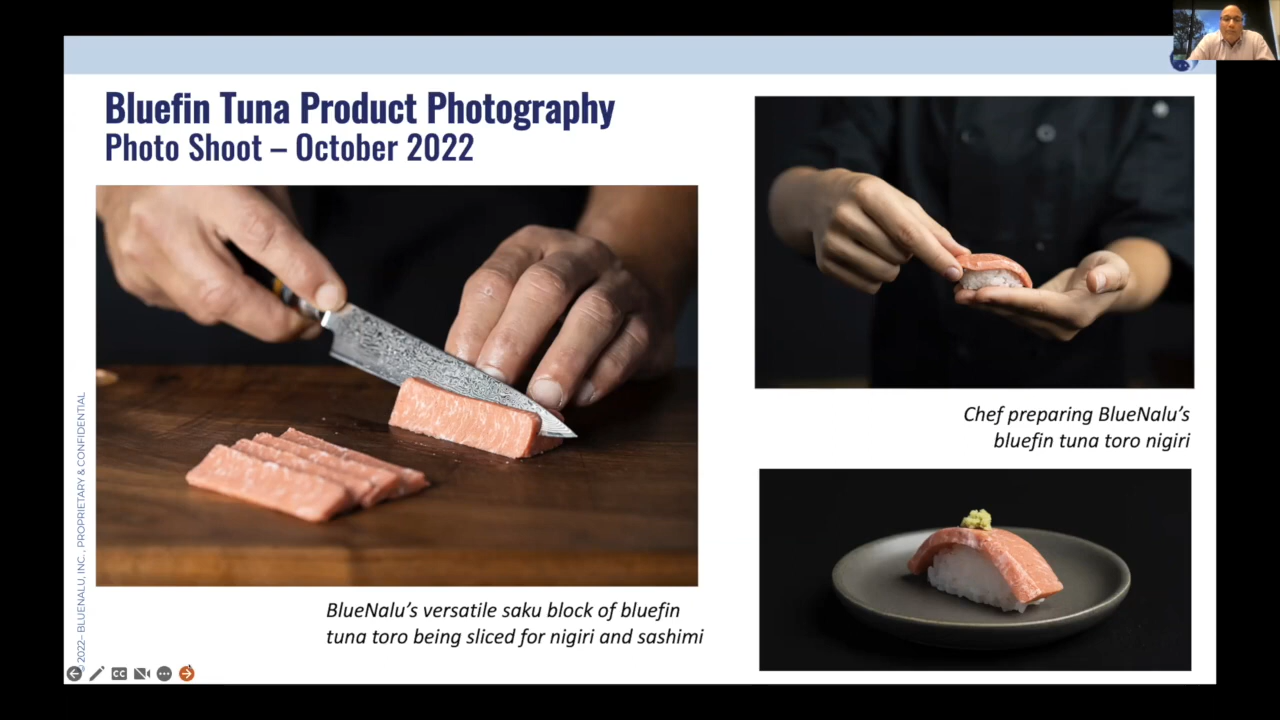 Bluefin Tuna Product Photography
Photo Shoot – October 2022
BlueNalu’s versatile saku block of bluefin
tuna toro being sliced for nigiri and sashimi
Chef preparing BlueNalu’s
bluefin tuna toro nigiri
© 2022– BLUENALU, INC., PROPRIETARY & CONFIDENTIAL
CC